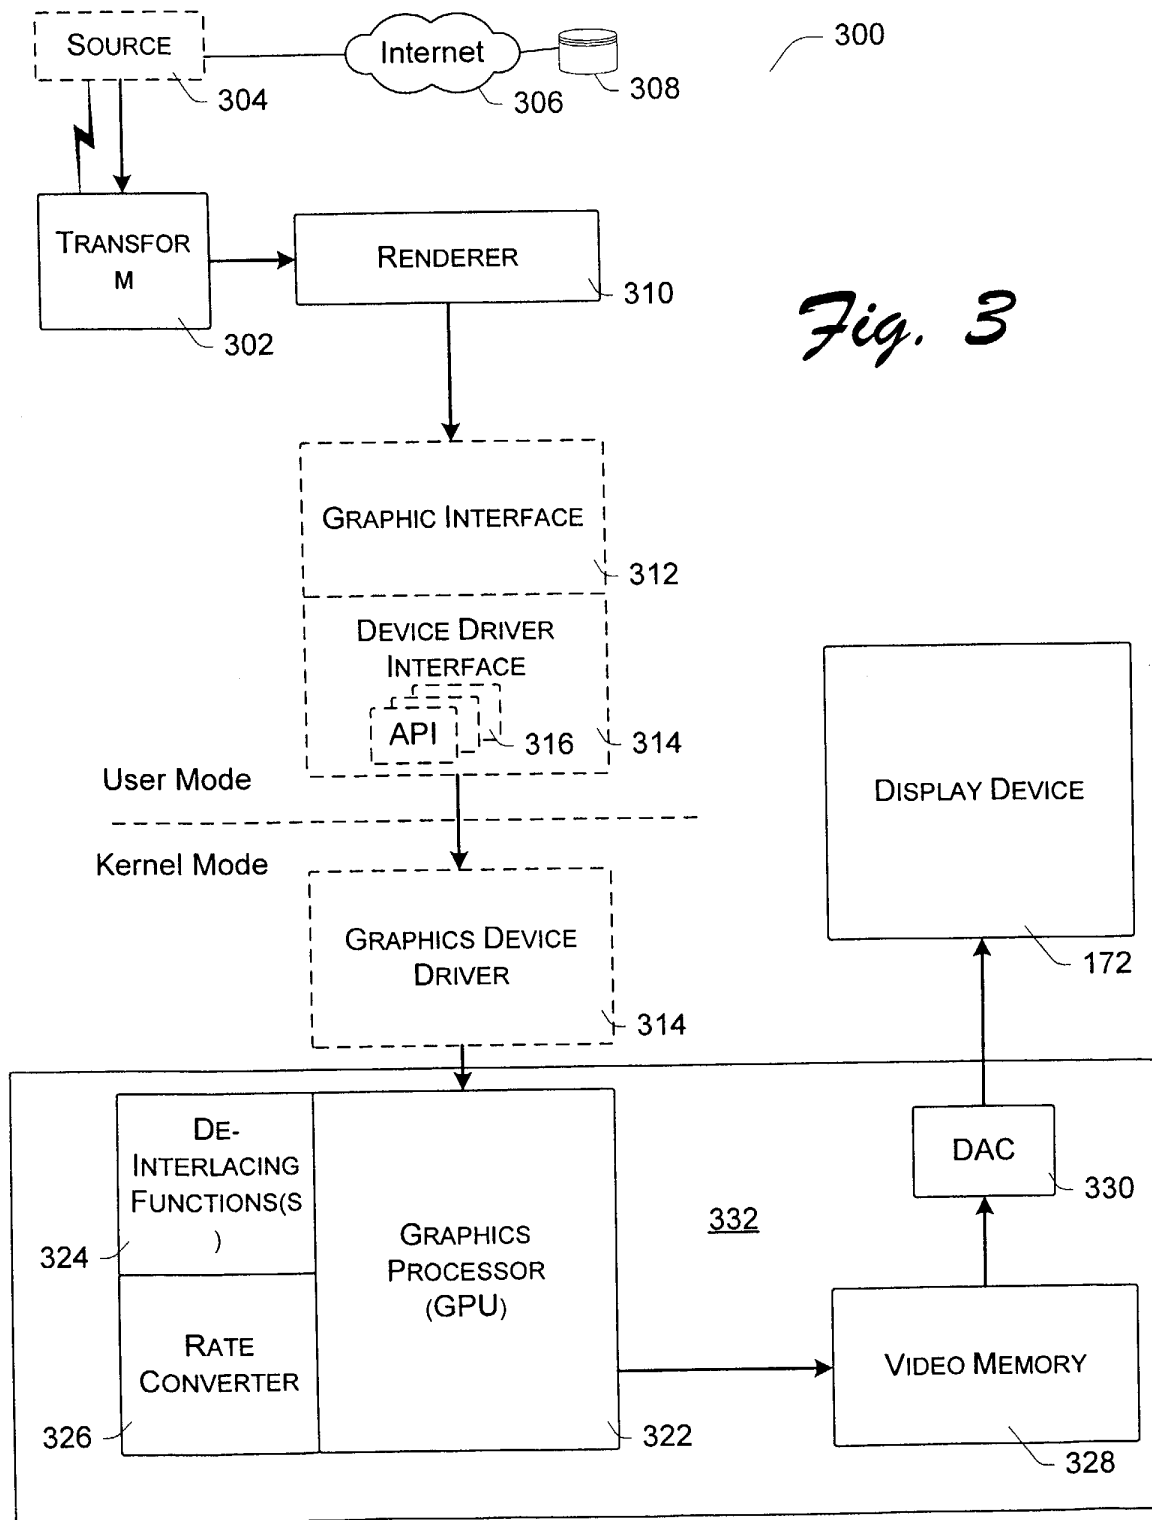 SOURCE
304
Internet
306
308
300
TRANSFOR
M
302
RENDERER
310
Fig. 3
GRAPHIC INTERFACE
312
DEVICE DRIVER
INTERFACE
API
316
314
User Mode
Kernel Mode
GRAPHICS DEVICE
DRIVER
314
DISPLAY DEVICE
172
DE-
INTERLACING
FUNCTIONS(S
)
324
RATE
CONVERTER
326
GRAPHICS
PROCESSOR
(GPU)
322
332
DAC
330
VIDEO MEMORY
328